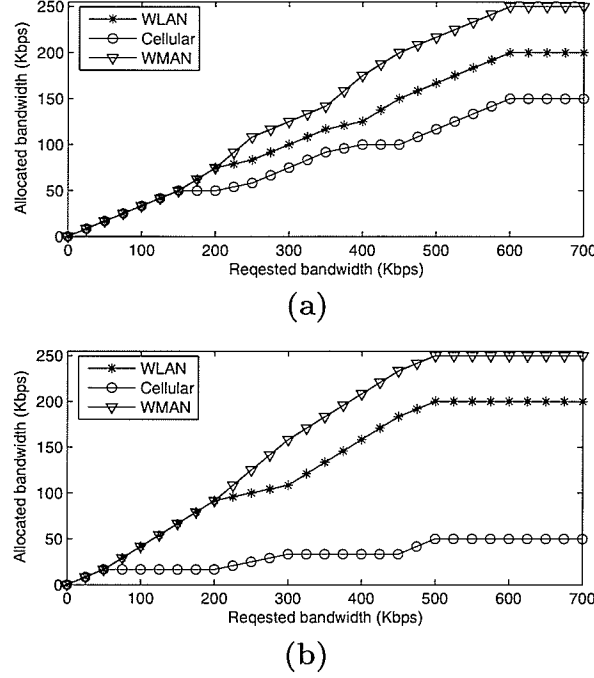 250
200
150
100
50
0
Allocated bandwidth (Kbps)
WLAN
Cellular
WMAN
0 100 200 300 400 500 600 700
Reqested bandwidth (Kbps)
(a)
250
200
150
100
50
0
Allocated bandwidth (Kbps)
WLAN
Cellular
WMAN
0 100 200 300 400 500 600 700
Reqested bandwidth (Kbps)
(b)